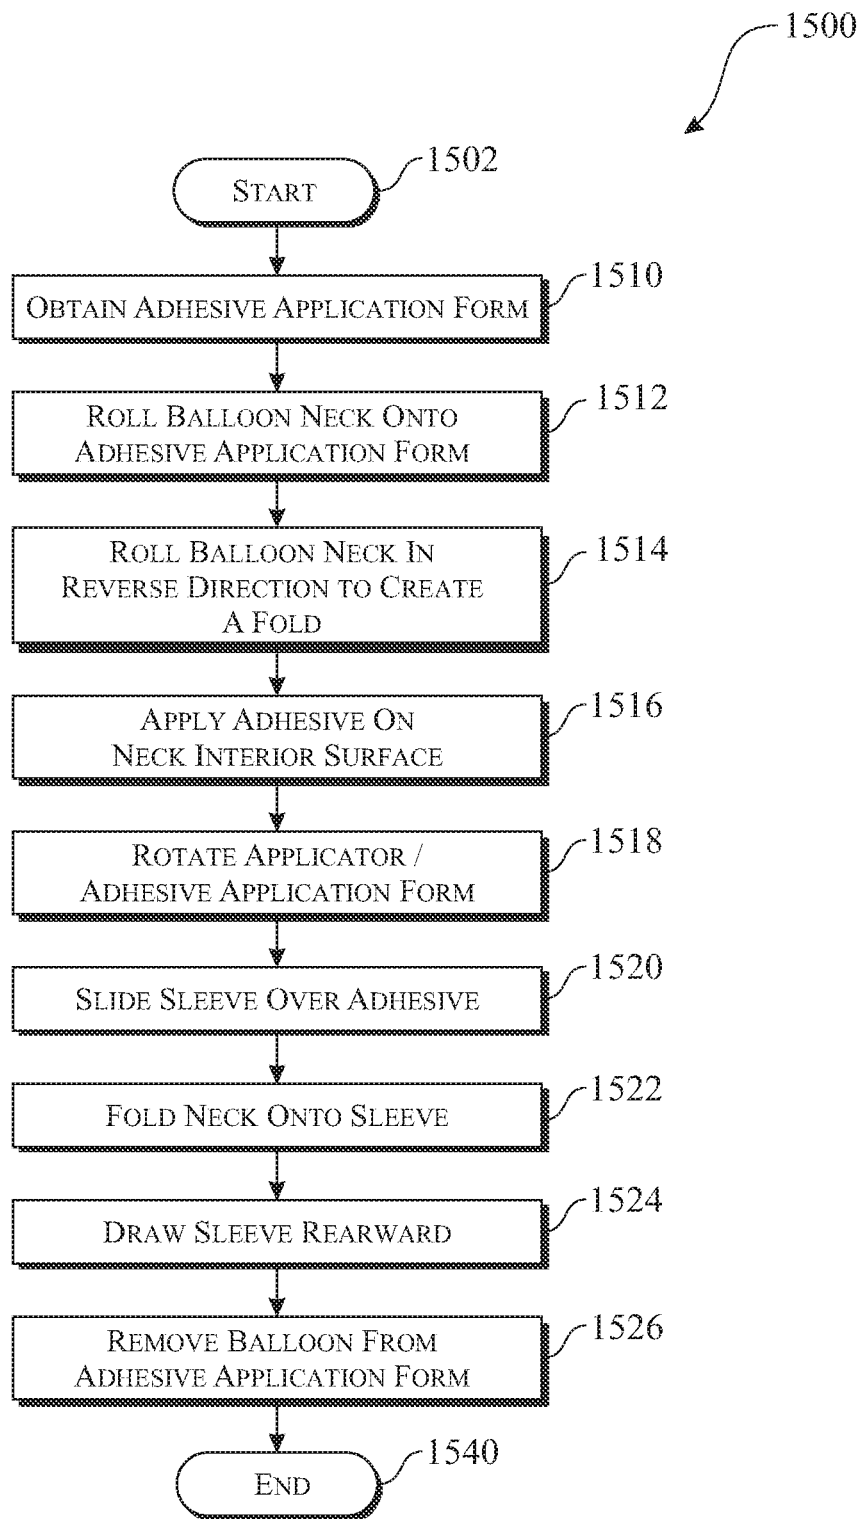 1500
START
1502
OBTAIN ADHESIVE APPLICATION FORM
1510
ROLL BALLOON NECK ONTO
ADHESIVE APPLICATION FORM
1512
ROLL BALLOON NECK IN
REVERSE DIRECTION TO CREATE
A FOLD
1514
APPLY ADHESIVE ON
NECK INTERIOR SURFACE
1516
ROTATE APPLICATOR /
ADHESIVE APPLICATION FORM
1518
SLIDE SLEEVE OVER ADHESIVE
1520
FOLD NECK ONTO SLEEVE
1522
DRAW SLEEVE REARWARD
1524
REMOVE BALLOON FROM
ADHESIVE APPLICATION FORM
1526
END
1540